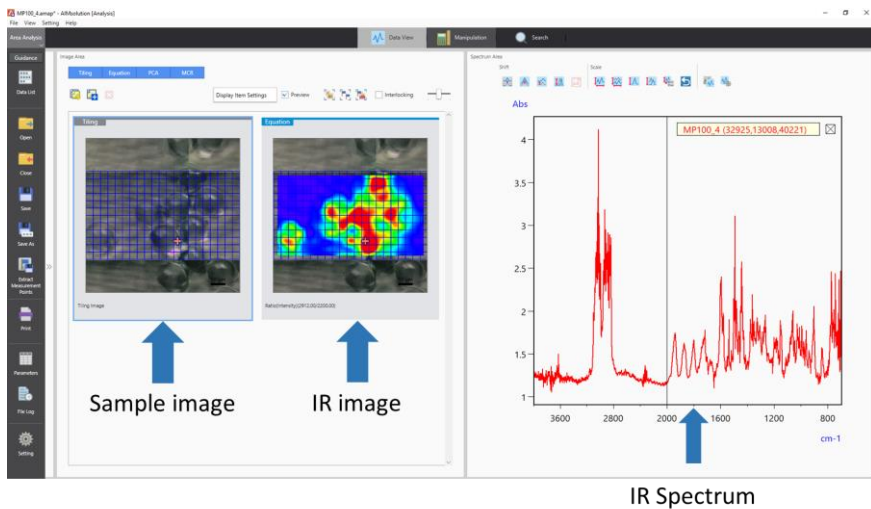 MP100_4.amap* - AIMsolution [Analysis]
File View Setting Help
Area Analysis
Data View
Manipulation
Search
Guidance
Data List
Open
Close
Save
Save As
Extract
Measurement
Points
Print
Parameters
File Log
Setting
Image Area
Tiling
Equation
PCA
MCR
Display Item Settings
Preview
Interlocking
Tiling
Tiling Image
Equation
Sample image
IR image
Spectrum Area
Shift
Scale
Abs
MP100_4 (32925,13008,40221)
4
3.5
3
2.5
2
1.5
1
3600 2800 2000 1600 1200 800
cm-1
IR Spectrum